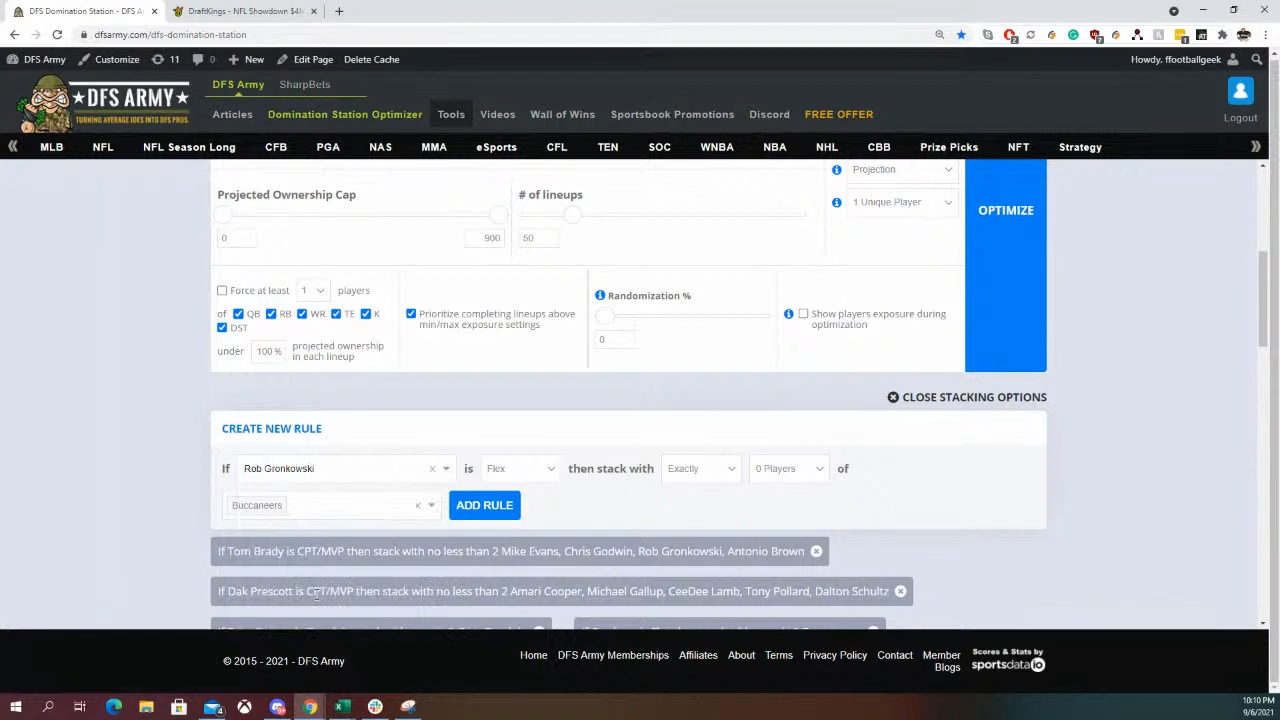 DFS Domination Station - DFS A
DraftKings - NFL Showdown $4M
dfsarmy.com/dfs-domination-station
DFS Army
Customize
11
0
New
Edit Page
Delete Cache
Howdy, ffootballgeek
DFS ARMY
TURNING AVERAGE JOES INTO DFS PROS.
DFS Army
SharpBets
Articles
Domination Station Optimizer
Tools
Videos
Wall of Wins
Sportsbook Promotions
Discord
FREE OFFER
Logout
MLB
NFL
NFL Season Long
CFB
PGA
NAS
MMA
eSports
CFL
TEN
SOC
WNBA
NBA
NHL
CBB
Prize Picks
NFT
Strategy
Projected Ownership Cap
# of lineups
Projection
1 Unique Player
0
900
50
OPTIMIZE
Force at least 1 players
of QB RB WR TE K
DST
under 100 % projected ownership
in each lineup
Prioritize completing lineups above
min/max exposure settings
Randomization %
0
Show players exposure during
optimization
CLOSE STACKING OPTIONS
CREATE NEW RULE
If Rob Gronkowski is Flex then stack with Exactly 0 Players of
Buccaneers
ADD RULE
If Tom Brady is CPT/MVP then stack with no less than 2 Mike Evans, Chris Godwin, Rob Gronkowski, Antonio Brown
If Dak Prescott is CPT/MVP then stack with no less than 2 Amari Cooper, Michael Gallup, CeeDee Lamb, Tony Pollard, Dalton Schultz
© 2015 - 2021 - DFS Army
Home
DFS Army Memberships
Affiliates
About
Terms
Privacy Policy
Careers
Member
Blogs
Scores & Stats by
sportsdataio
10:10 PM
9/6/2021